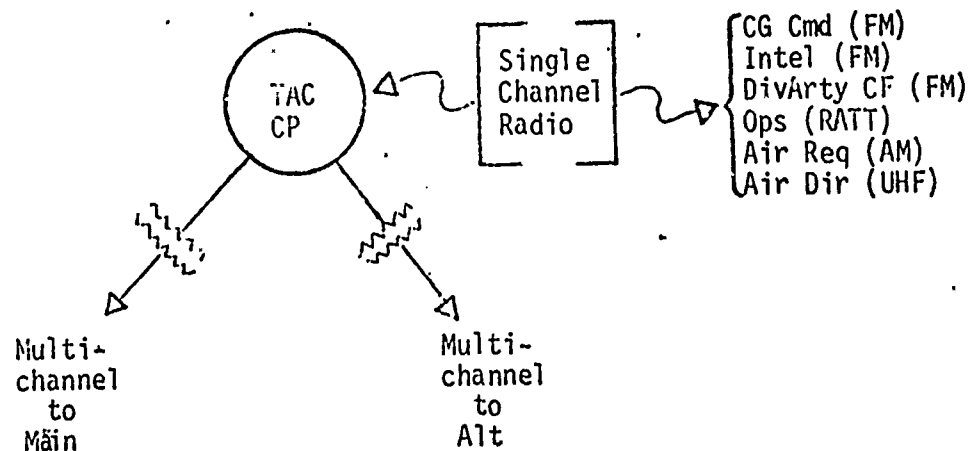 TAC
CP
Single
Channel
Radio
CG Cmd (FM)
Intel (FM)
DivArty CF (FM)
Ops (RATT)
Air Req (AM)
Air Dir (UHF)
Multi-
channel
to
Main
Multi-
channel
to
Alt